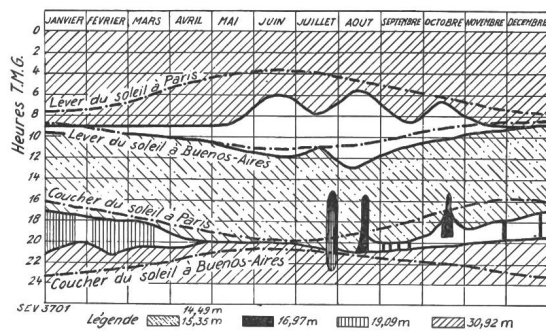 JANVIER FÉVRIER MARS AVRIL MAI JUIN JUILLET AOUT SEPTEMBRE OCTOBRE NOVEMBRE DECEMBRE
Heures T.M.G.
0
2
4
6
8
10
12
14
16
18
20
22
24
Lever du soleil à Paris
Lever du soleil à Buenos-Aires
Coucher du soleil à Paris
Coucher du soleil à Buenos-Aires
SEV 3701
Légende
14,49 m
15,35 m
16,97 m
19,09 m
30,92 m